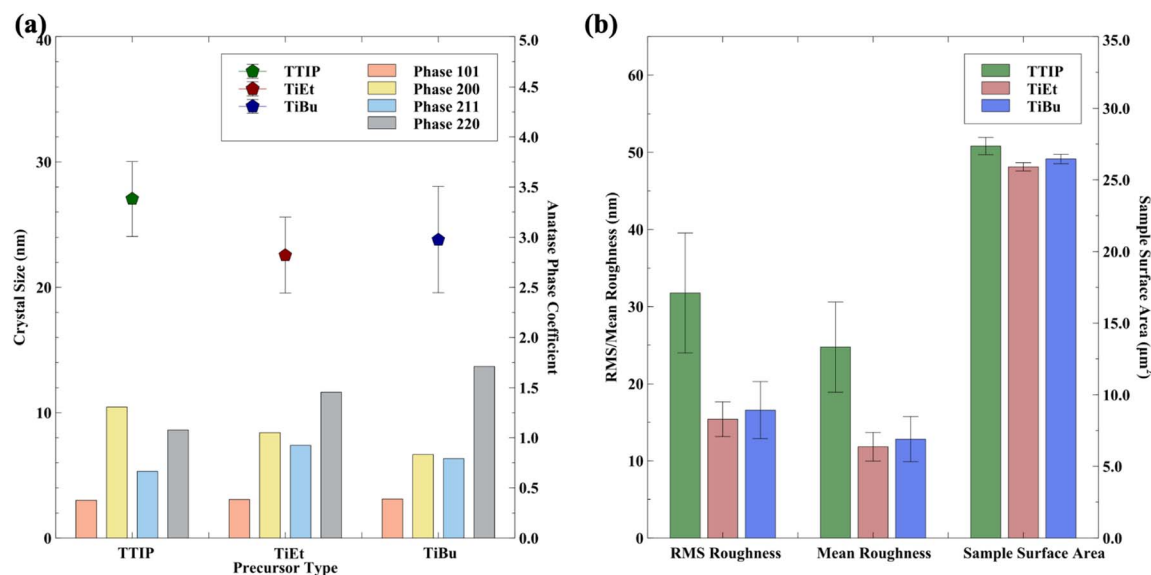 (a)
40
30
20
10
0
Crystal Size (nm)
TTIP
TiEt
TiBu
Phase 101
Phase 200
Phase 211
Phase 220
5.0
4.5
4.0
3.5
3.0
2.5
2.0
1.5
1.0
0.5
0.0
Anatase Phase Coefficient
TTIP
TiEt
TiBu
Precursor Type
(b)
60
50
40
30
20
10
0
RMS/Mean Roughness (nm)
TTIP
TiEt
TiBu
35.0
30.0
25.0
20.0
15.0
10.0
5.0
0.0
Sample Surface
Area (μm²)
RMS Roughness
Mean Roughness
Sample Surface Area